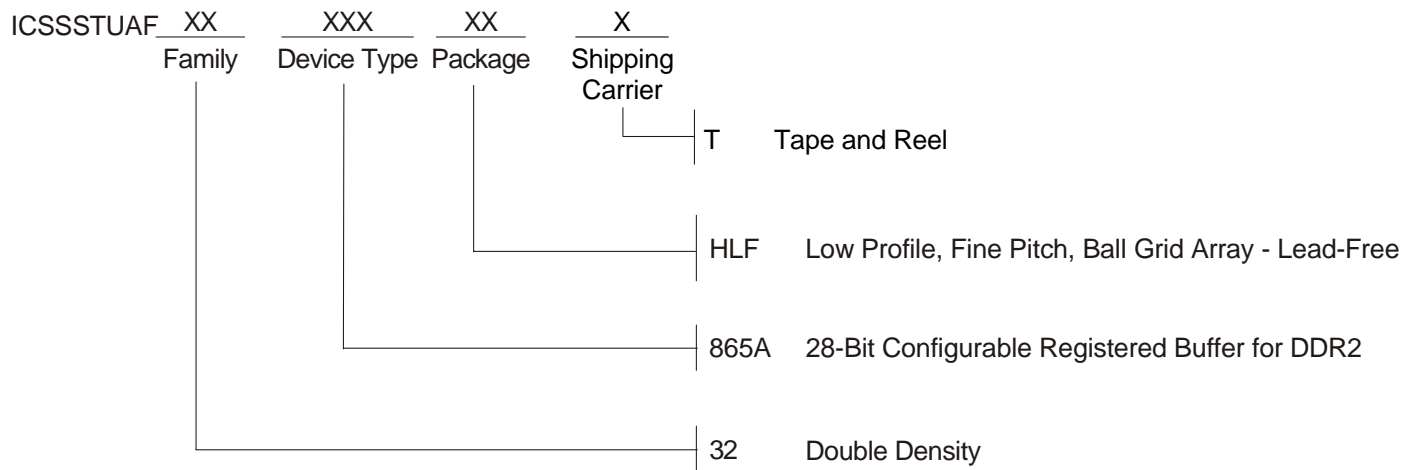 ICSSSTUAF XX XXX XX X
Family Device Type Package Shipping Carrier
T Tape and Reel
HLF Low Profile, Fine Pitch, Ball Grid Array - Lead-Free
865A 28-Bit Configurable Registered Buffer for DDR2
32 Double Density